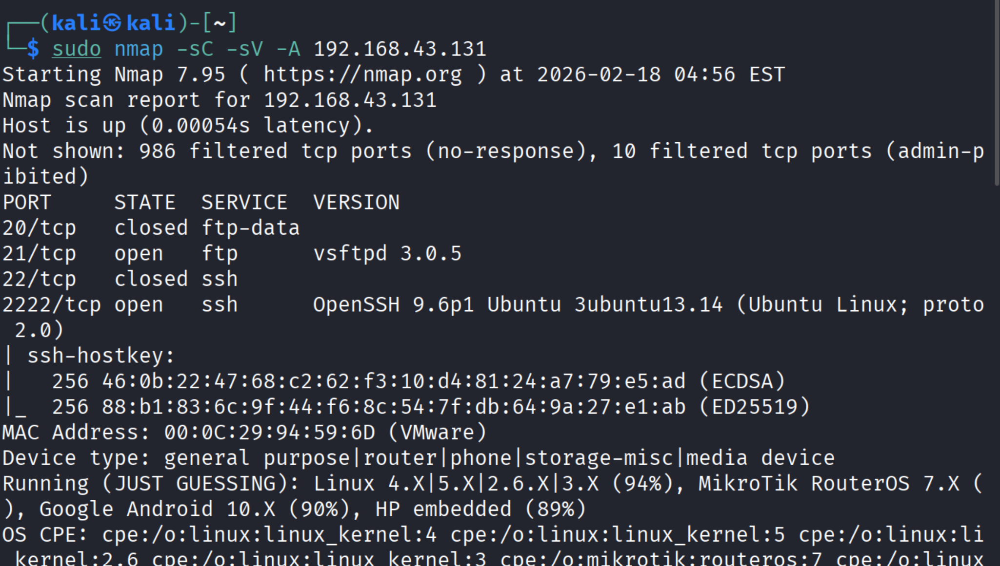 ┌──(kali㉿kali)-[~]
└─$ sudo nmap -sC -sV -A 192.168.43.131
Starting Nmap 7.95 ( https://nmap.org ) at 2026-02-18 04:56 EST
Nmap scan report for 192.168.43.131
Host is up (0.00054s latency).
Not shown: 986 filtered tcp ports (no-response), 10 filtered tcp ports (admin-p
ibited)
PORT     STATE  SERVICE  VERSION
20/tcp   closed ftp-data
21/tcp   open   ftp      vsftpd 3.0.5
22/tcp   closed ssh
2222/tcp open   ssh      OpenSSH 9.6p1 Ubuntu 3ubuntu13.14 (Ubuntu Linux; proto
 2.0)
| ssh-hostkey:
|   256 46:0b:22:47:68:c2:62:f3:10:d4:81:24:a7:79:e5:ad (ECDSA)
|_  256 88:b1:83:6c:9f:44:f6:8c:54:7f:db:64:9a:27:e1:ab (ED25519)
MAC Address: 00:0C:29:94:59:6D (VMware)
Device type: general purpose|router|phone|storage-misc|media device
Running (JUST GUESSING): Linux 4.X|5.X|2.6.X|3.X (94%), MikroTik RouterOS 7.X (
), Google Android 10.X (90%), HP embedded (89%)
OS CPE: cpe:/o:linux:linux_kernel:4 cpe:/o:linux:linux_kernel:5 cpe:/o:linux:li
 kernel:2.6 cpe:/o:linux:linux_kernel:3 cpe:/o:mikrotik:routeros:7 cpe:/o:linux